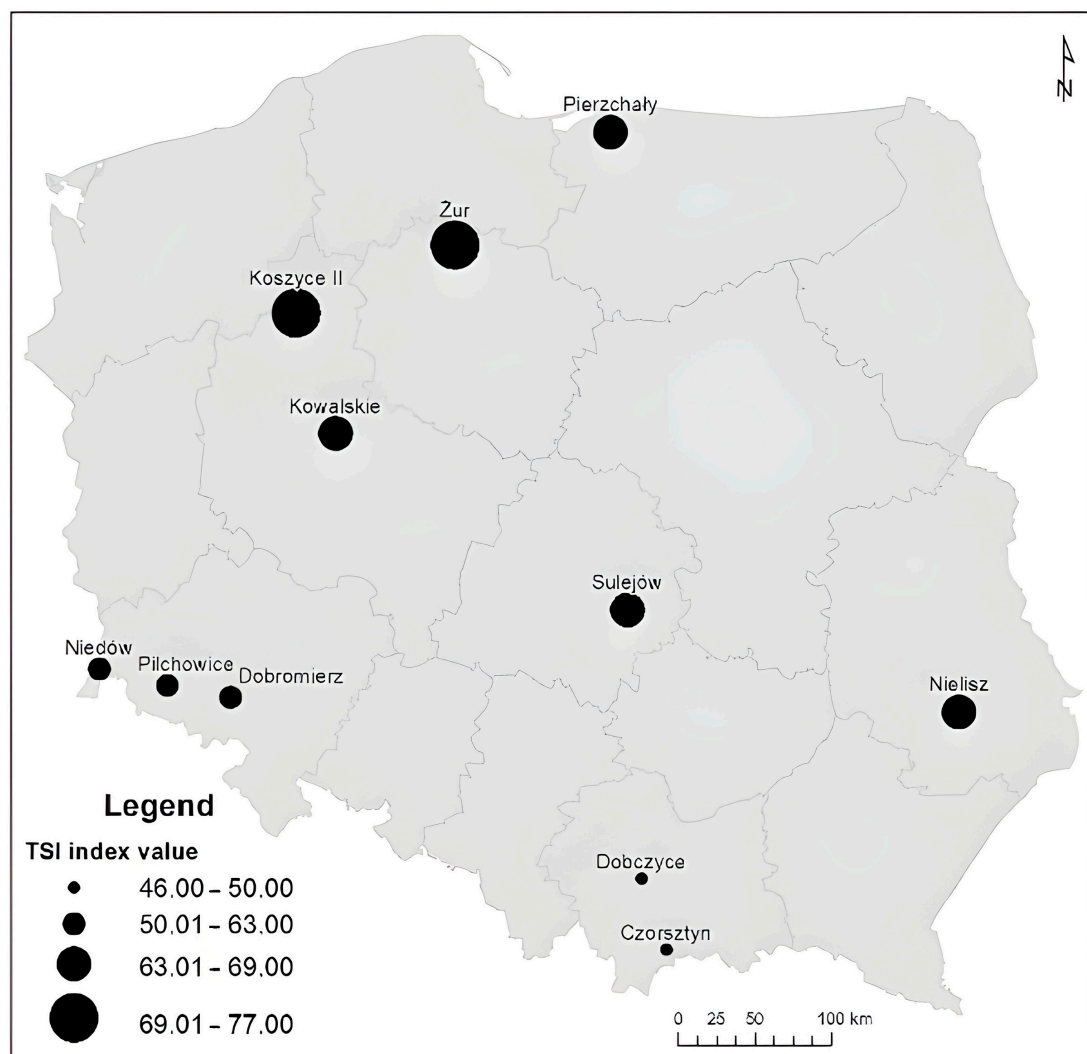 N
Pierzchały
Żur
Koszyce II
Kowalskie
Sulejów
Niedów
Pilchowice
Dobromierz
Nielisz
Dobczyce
Czorsztyn
Legend
TSI index value
46.00 – 50.00
50.01 – 63.00
63.01 – 69.00
69.01 – 77.00
0 25 50 100 km